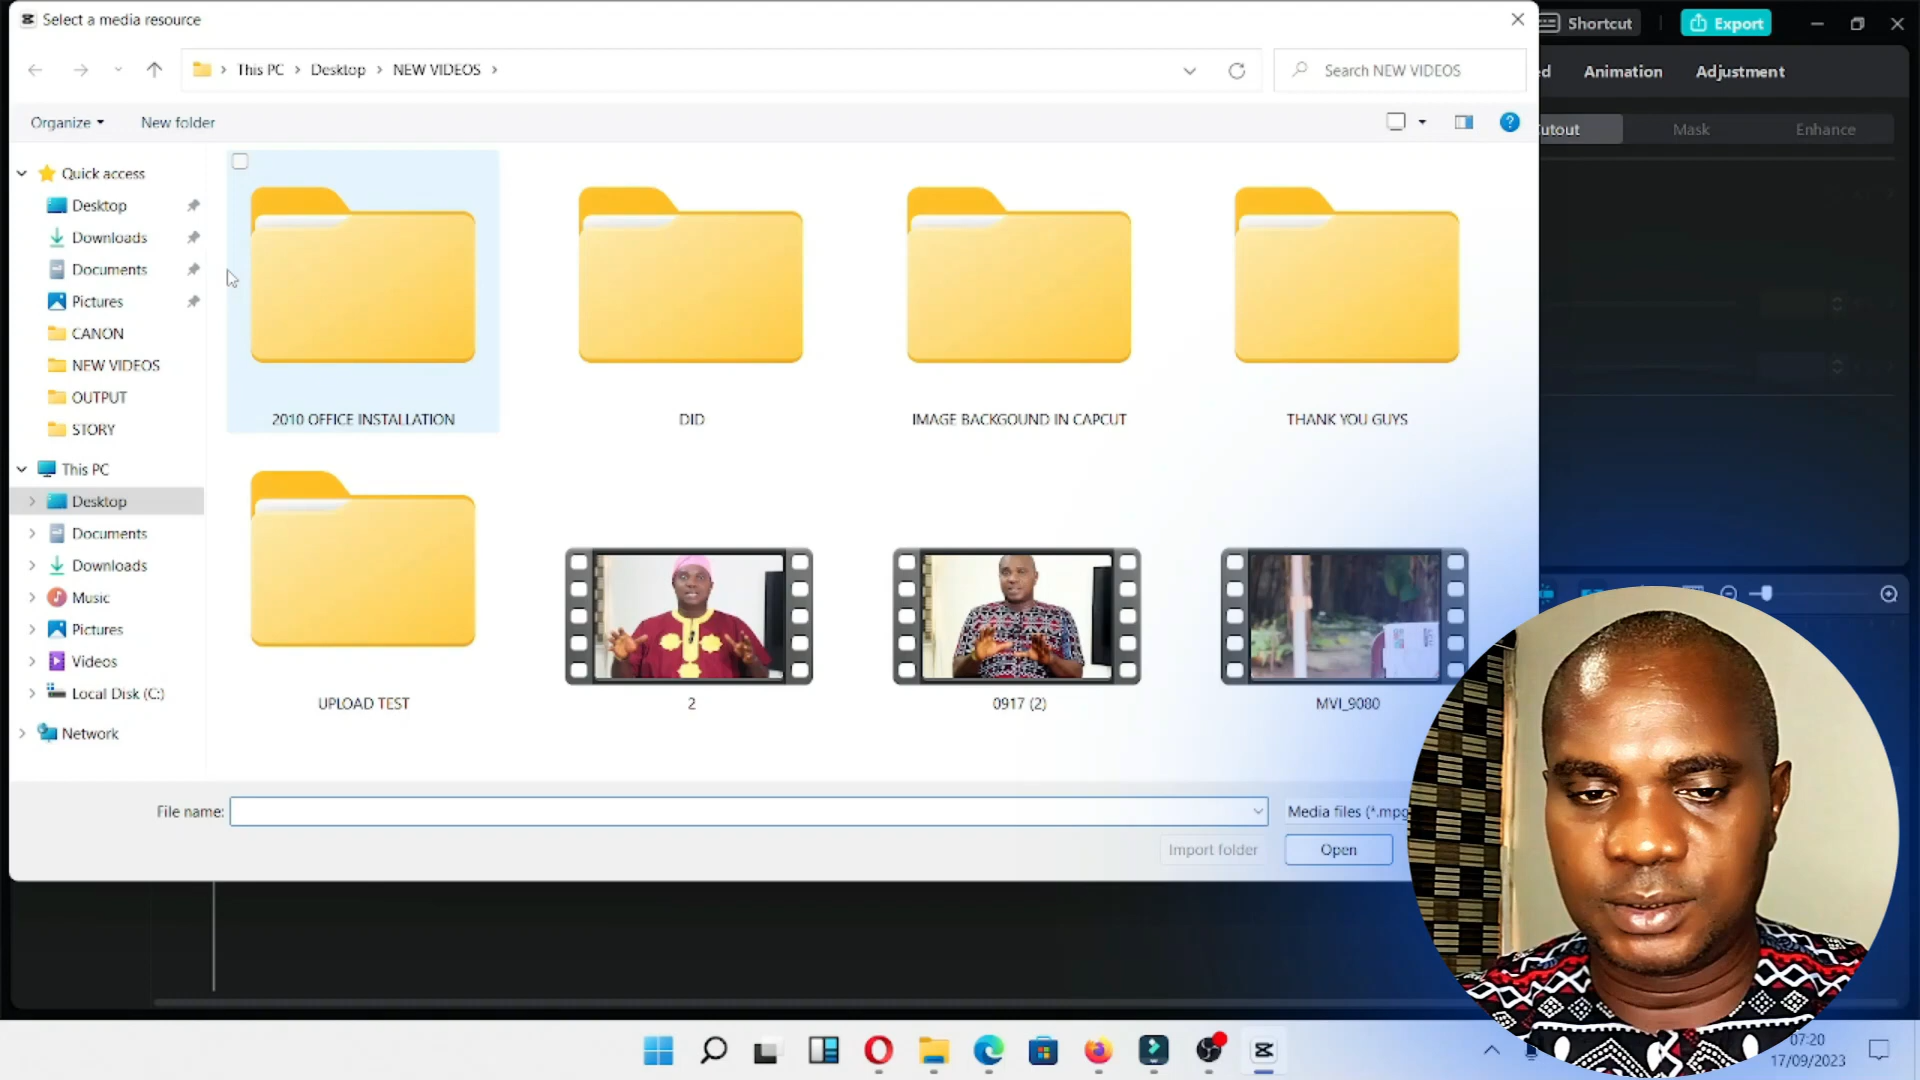 Select a media resource
Shortcut
Export
This PC
Desktop
NEW VIDEOS
Search NEW VIDEOS
Animation
Adjustment
Organize
New folder
utout
Mask
Enhance
Quick access
Desktop
Downloads
Documents
Pictures
CANON
NEW VIDEOS
OUTPUT
STORY
This PC
Desktop
Documents
Downloads
Music
Pictures
Videos
Local Disk (C:)
Network
2010 OFFICE INSTALLATION
DID
IMAGE BACKGOUND IN CAPCUT
THANK YOU GUYS
UPLOAD TEST
2
0917 (2)
MVI_9080
File name:
Media files (*.mpg
Import folder
Open
07:20
17/09/2023